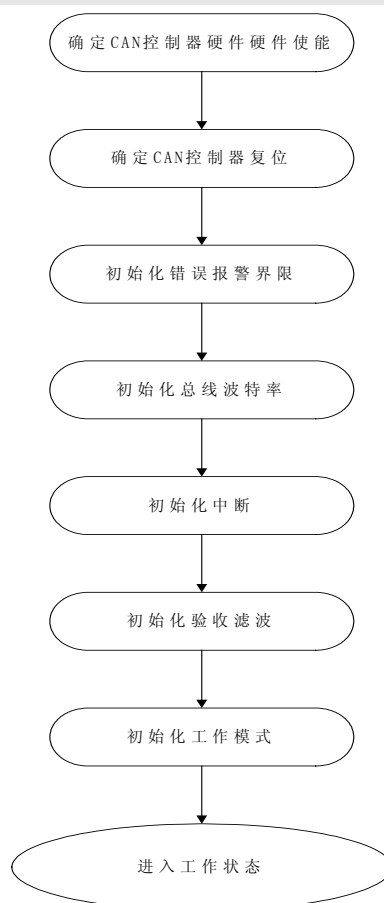 确定CAN控制器硬件硬件使能
确定CAN控制器复位
初始化错误报警界限
初始化总线波特率
初始化中断
初始化验收滤波
初始化工作模式
进入工作状态